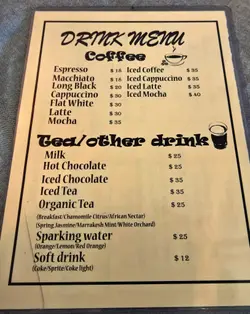 DRINK MENU
Coffee
Espresso $ 15 Iced Coffee $ 35
Macchiato $ 15 Iced Cappuccino $ 35
Long Black $ 20 Iced Latte $ 35
Cappuccino $ 30 Iced Mocha $ 40
Flat White $ 30
Latte $ 30
Mocha $ 35
Tea/other drink
Milk $ 25
Hot Chocolate $ 25
Iced Chocolate $ 35
Iced Tea $ 35
Organic Tea $ 25
(Breakfast/Chamomile Citrus/African Nectar)
(Spring Jasmine/Marrakesh Mint/White Orchard)
Sparking water $ 25
(Orange/Lemon/Red Orange)
Soft drink $ 12
(Coke/Sprite/Coke light)